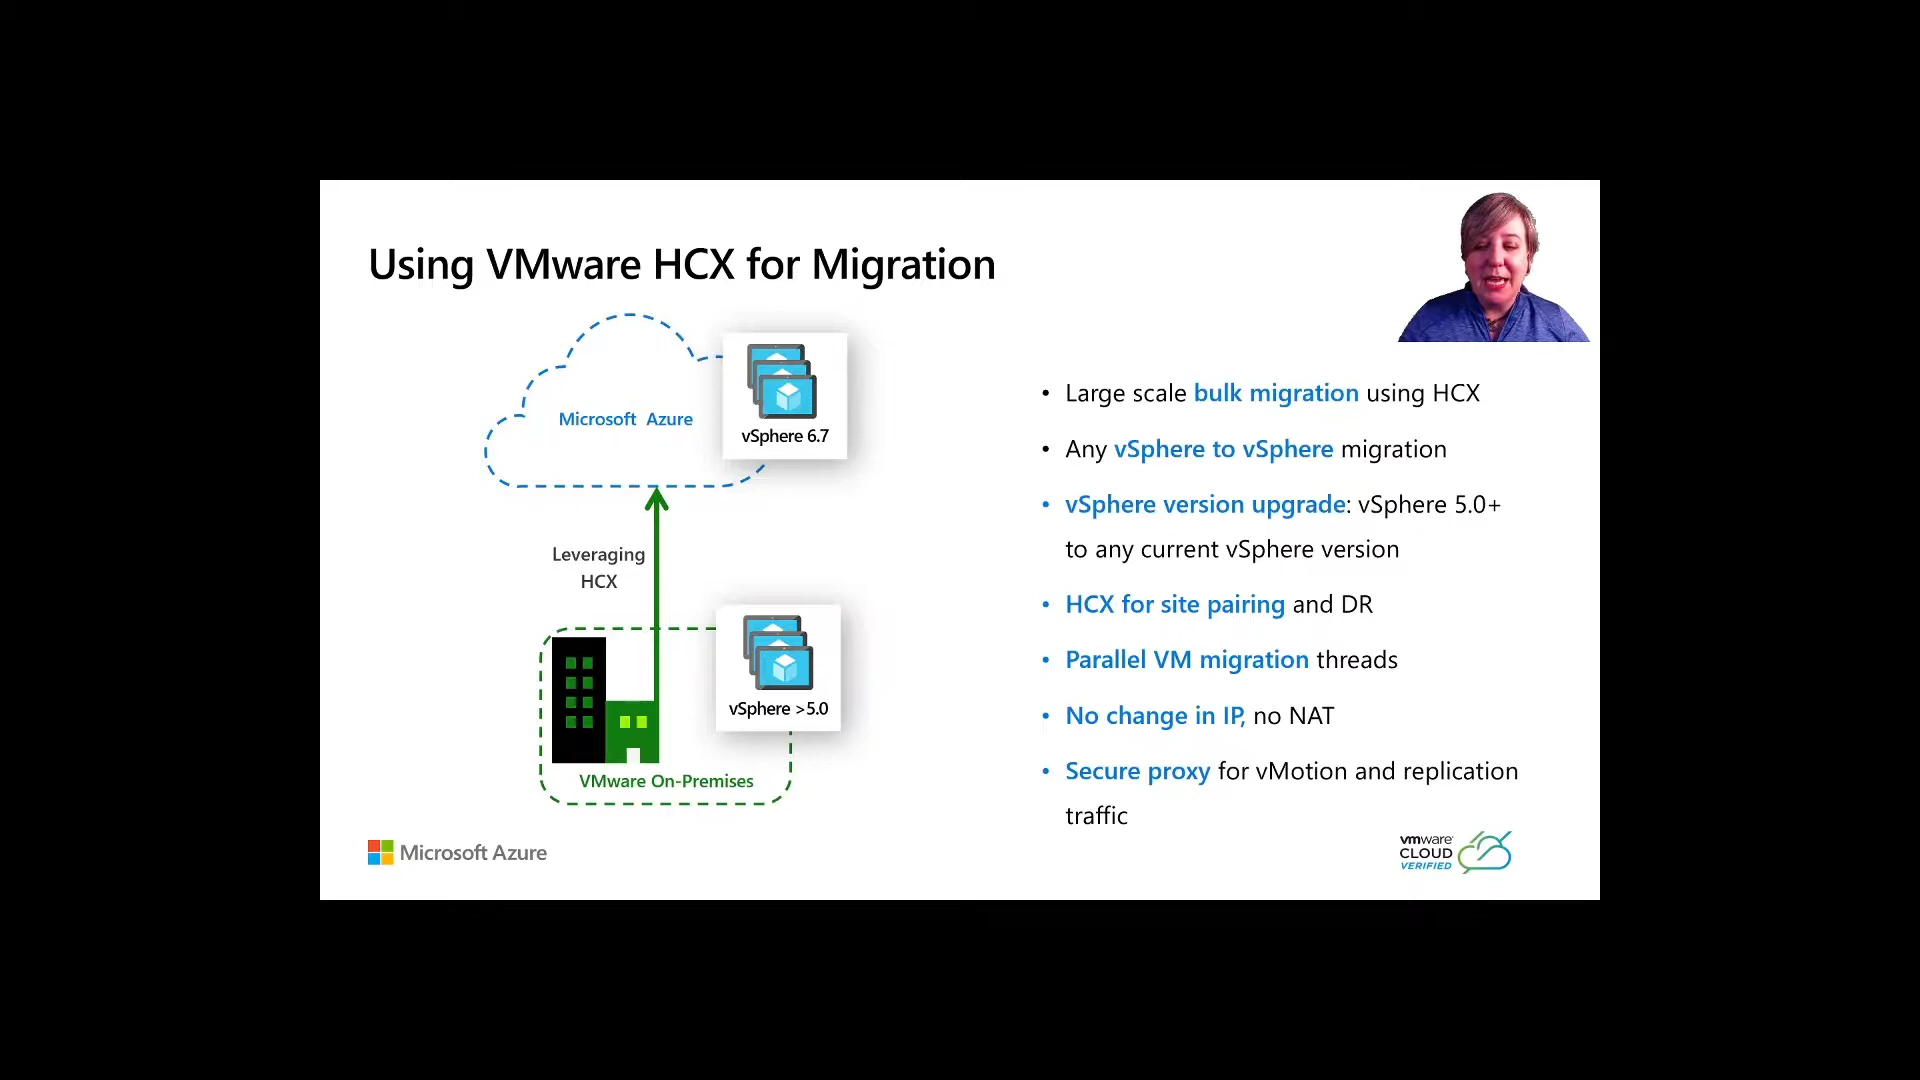 Using VMware HCX for Migration
Microsoft Azure
vSphere 6.7
Leveraging
HCX
vSphere >5.0
VMware On-Premises
• Large scale bulk migration using HCX
• Any vSphere to vSphere migration
• vSphere version upgrade: vSphere 5.0+
to any current vSphere version
• HCX for site pairing and DR
• Parallel VM migration threads
• No change in IP, no NAT
• Secure proxy for vMotion and replication
traffic
Microsoft Azure
vmware
CLOUD
VERIFIED